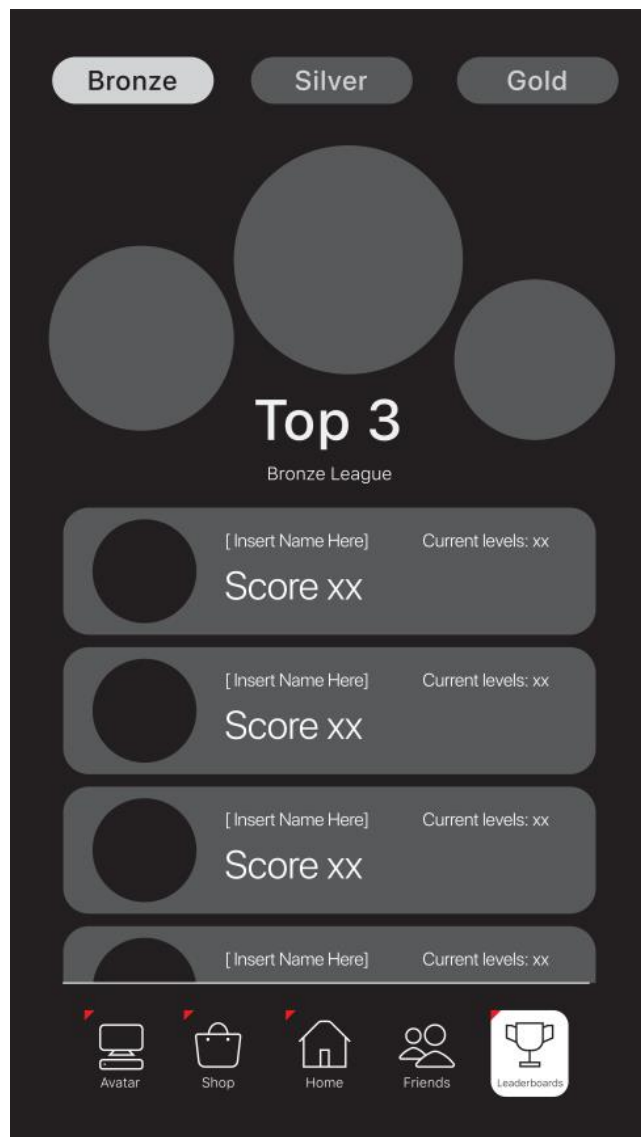 Bronze
Silver
Gold
Top 3
Bronze League
[ Insert Name Here]
Current levels: xx
Score xx
[ Insert Name Here]
Current levels: xx
Score xx
[ Insert Name Here]
Current levels: xx
Score xx
[ Insert Name Here]
Current levels: xx
Avatar
Shop
Home
Friends
Leaderboards